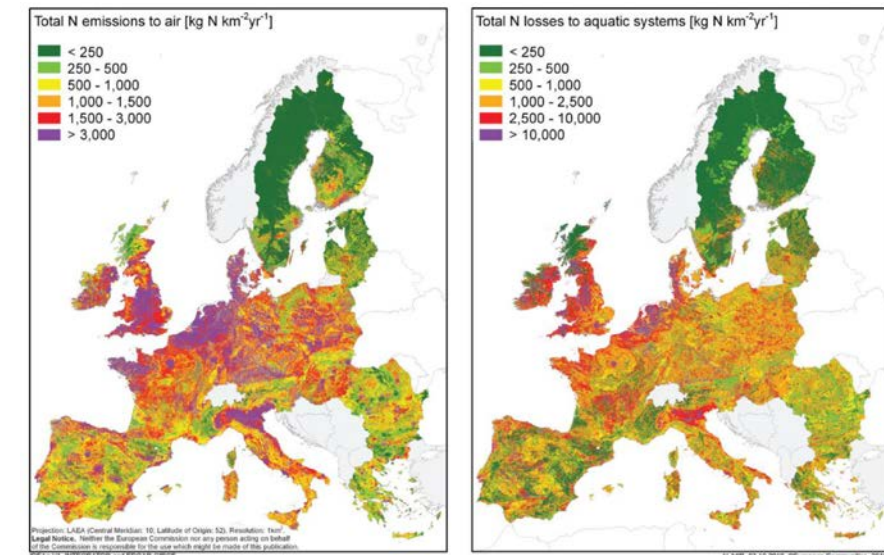 Total N emissions to air [kg N km⁻²yr⁻¹]
< 250
250 - 500
500 - 1,000
1,000 - 1,500
1,500 - 3,000
> 3,000
Projection: LAEA (Central Meridian: 10, Latitude of Origin: 52), Resolution: 1km²
Legal Notice. Neither the European Commission nor any person acting on behalf
of the Commission is responsible for the use which might be made of this publication.
Total N losses to aquatic systems [kg N km⁻²yr⁻¹]
< 250
250 - 500
500 - 1,000
1,000 - 2,500
2,500 - 10,000
> 10,000